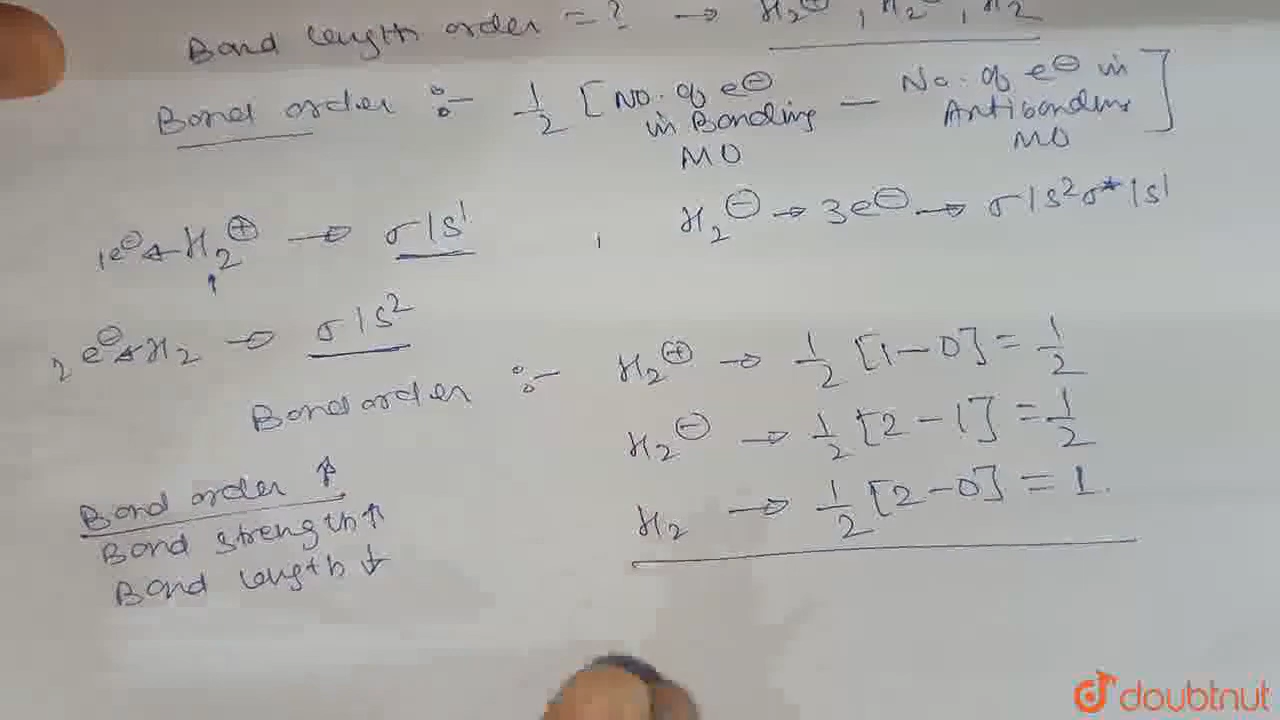 Bond length order = ? → H2⊕, H2⊖, H2
Bond order :- 1/2 [No. of e⊖ in Bonding MO — No. of e⊖ in Antibonding MO]
1e⊖ ← H2⊕ → σ1s1 , H2⊖ → 3e⊖ → σ1s2 σ*1s1
2e⊖ ← H2 → σ1s2
Bond order :- H2⊕ → 1/2 [1-0] = 1/2
H2⊖ → 1/2 [2-1] = 1/2
H2 → 1/2 [2-0] = 1.
Bond order ↑
Bond strength ↑
Bond length ↓
doubtnut